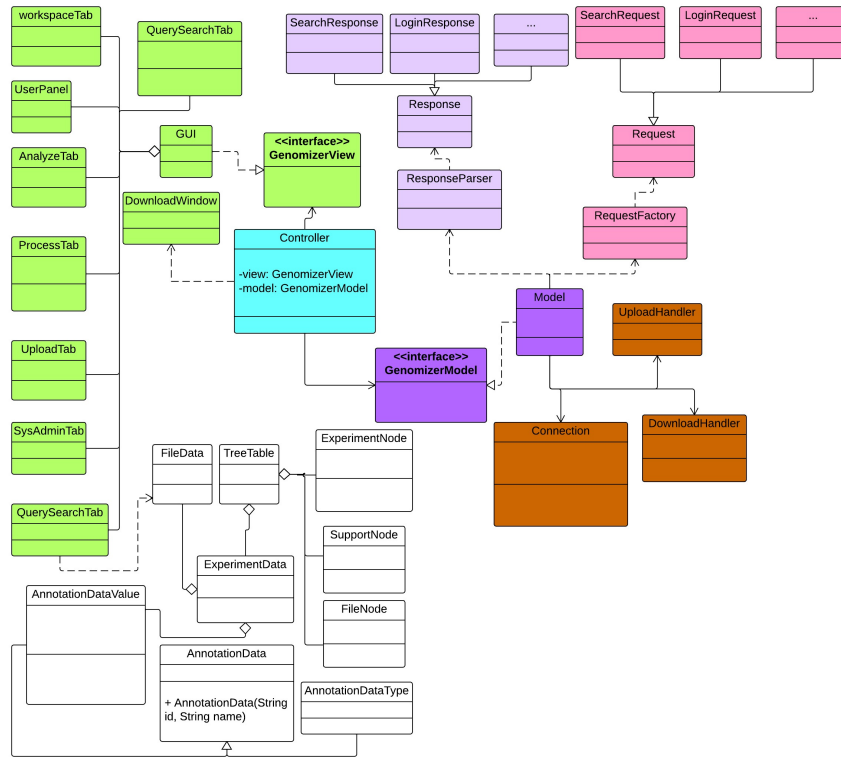 workspaceTab
QuerySearchTab
SearchResponse
LoginResponse
...
SearchRequest
LoginRequest
...
UserPanel
Response
GUI
<<interface>>
GenomizerView
Request
AnalyzeTab
ResponseParser
DownloadWindow
RequestFactory
ProcessTab
Controller
-view: GenomizerView
-model: GenomizerModel
Model
UploadHandler
UploadTab
<<interface>>
GenomizerModel
SysAdminTab
Connection
DownloadHandler
FileData
TreeTable
ExperimentNode
QuerySearchTab
SupportNode
ExperimentData
AnnotationDataValue
FileNode
AnnotationData
+ AnnotationData(String
id, String name)
AnnotationDataType